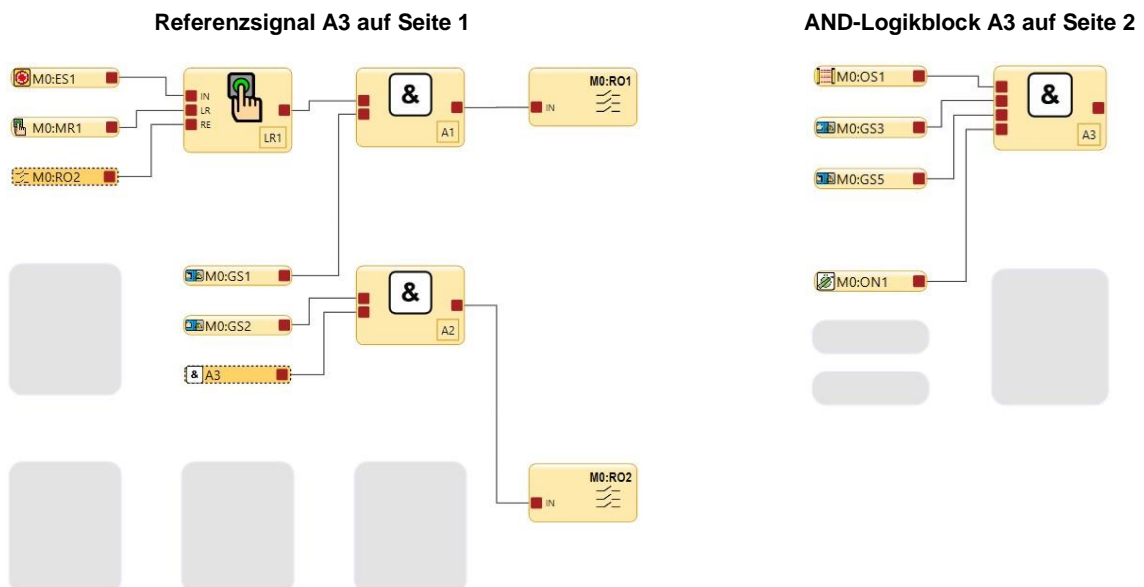 Referenzsignal A3 auf Seite 1
AND-Logikblock A3 auf Seite 2
M0:ES1
M0:MR1
M0:RO2
IN
LR
RE
LR1
&
A1
M0:RO1
IN
M0:GS1
M0:GS2
& A3
&
A2
M0:RO2
IN
M0:OS1
M0:GS3
M0:GS5
M0:ON1
&
A3